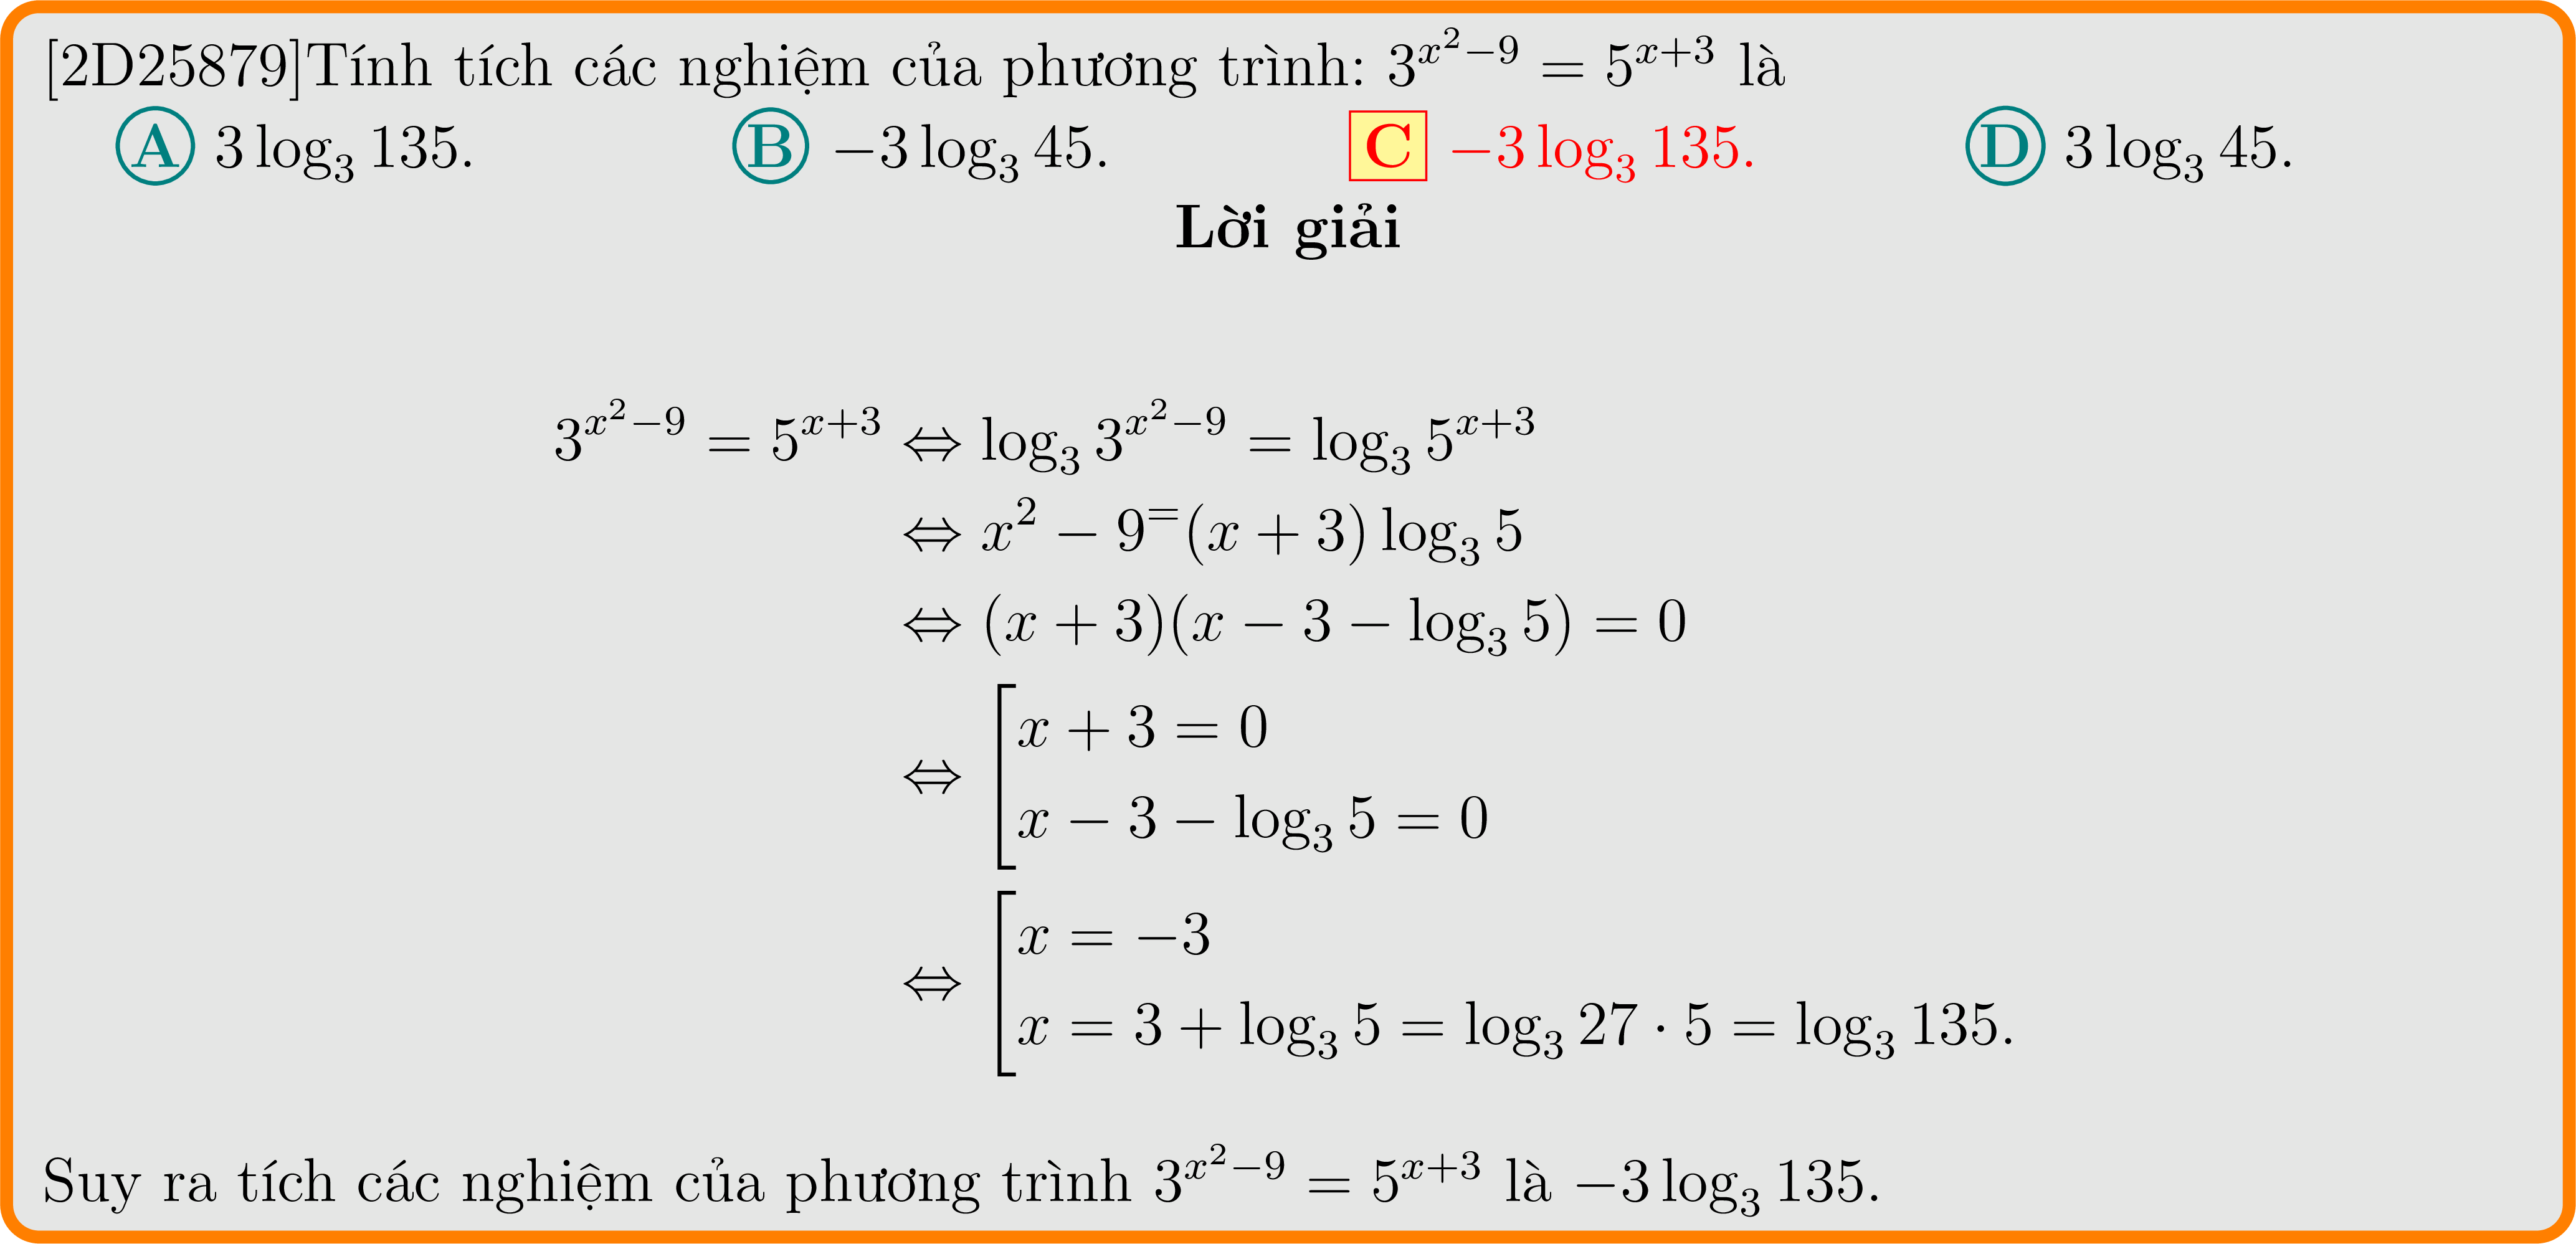 [2D25879]Tính tích các nghiệm của phương trình: $3^{x^2-9} = 5^{x+3}$ là
A $3\log_3 135.$ B $-3\log_3 45.$ C $-3\log_3 135.$ D $3\log_3 45.$
Lời giải
$3^{x^2-9} = 5^{x+3} \Leftrightarrow \log_3 3^{x^2-9} = \log_3 5^{x+3}$
$\Leftrightarrow x^2 - 9^{=}(x+3)\log_3 5$
$\Leftrightarrow (x+3)(x-3-\log_3 5) = 0$
$\Leftrightarrow \left[\begin{array}{l} x+3=0 \\ x-3-\log_3 5=0 \end{array}\right.$
$\Leftrightarrow \left[\begin{array}{l} x=-3 \\ x=3+\log_3 5=\log_3 27\cdot 5=\log_3 135. \end{array}\right.$
Suy ra tích các nghiệm của phương trình $3^{x^2-9} = 5^{x+3}$ là $-3\log_3 135.$